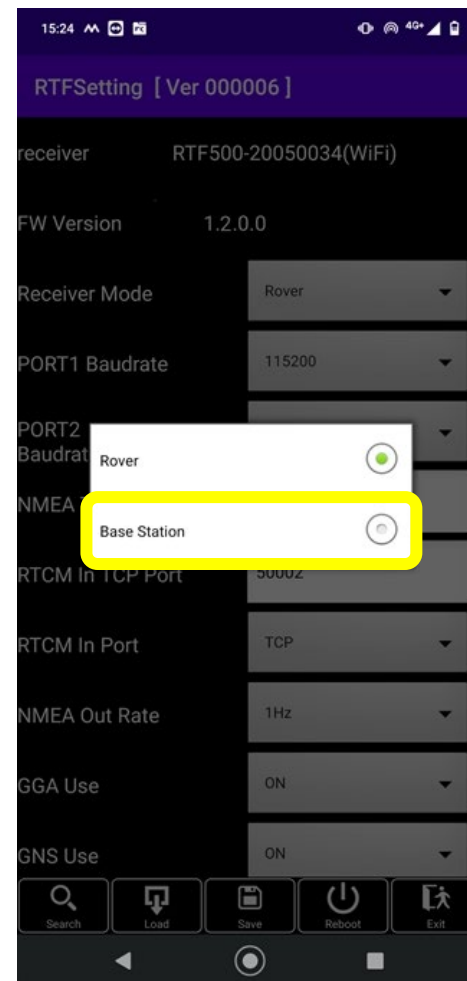 15:24 4G+
RTFSetting [ Ver 000006 ]
receiver RTF500-20050034(WiFi)
FW Version 1.2.0.0
Receiver Mode Rover
PORT1 Baudrate 115200
PORT2
Baudrat
Rover
NMEA
Base Station
RTCM In TCP Port 50002
RTCM In Port TCP
NMEA Out Rate 1Hz
GGA Use ON
GNS Use ON
Search Load Save Reboot Exit